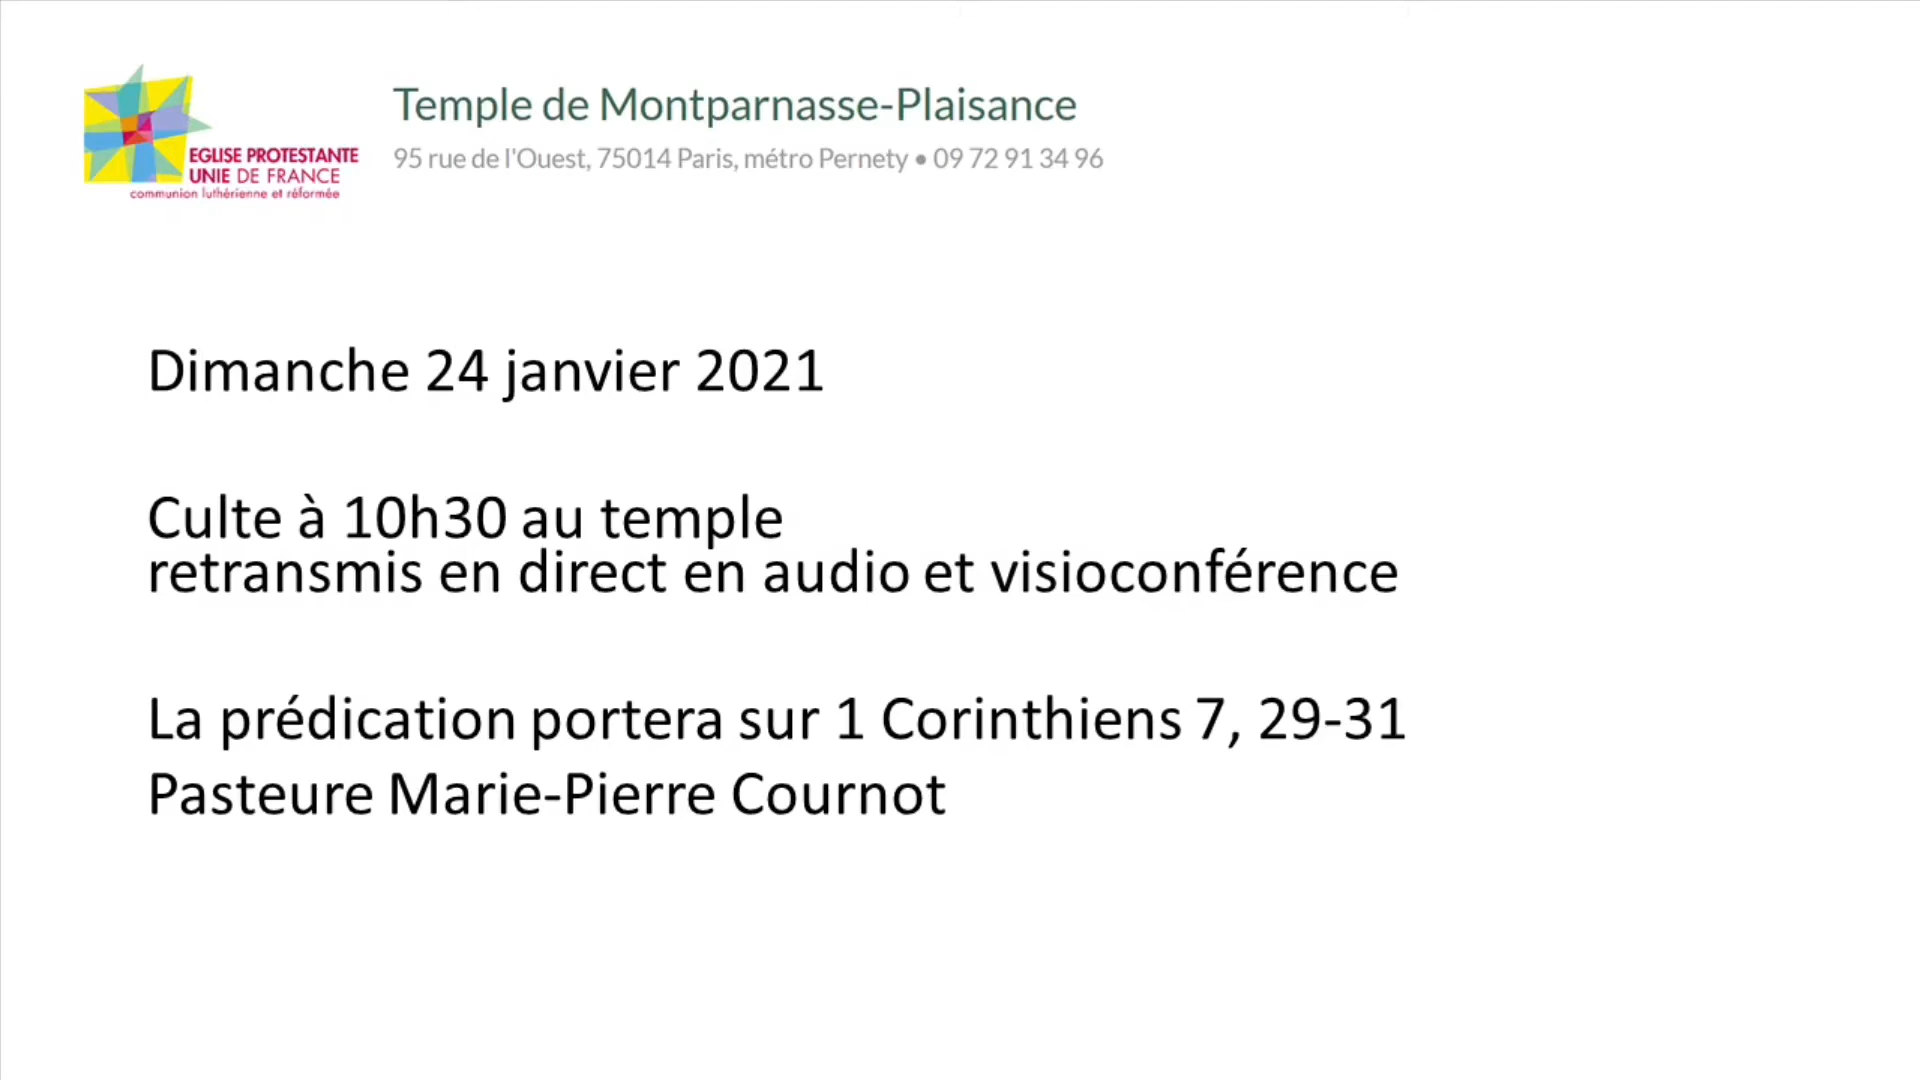 EGLISE PROTESTANTE
UNIE DE FRANCE
communion luthérienne et réformée
Temple de Montparnasse-Plaisance
95 rue de l'Ouest, 75014 Paris, métro Pernety • 09 72 91 34 96
Dimanche 24 janvier 2021
Culte à 10h30 au temple
retransmis en direct en audio et visioconférence
La prédication portera sur 1 Corinthiens 7, 29-31
Pasteure Marie-Pierre Cournot